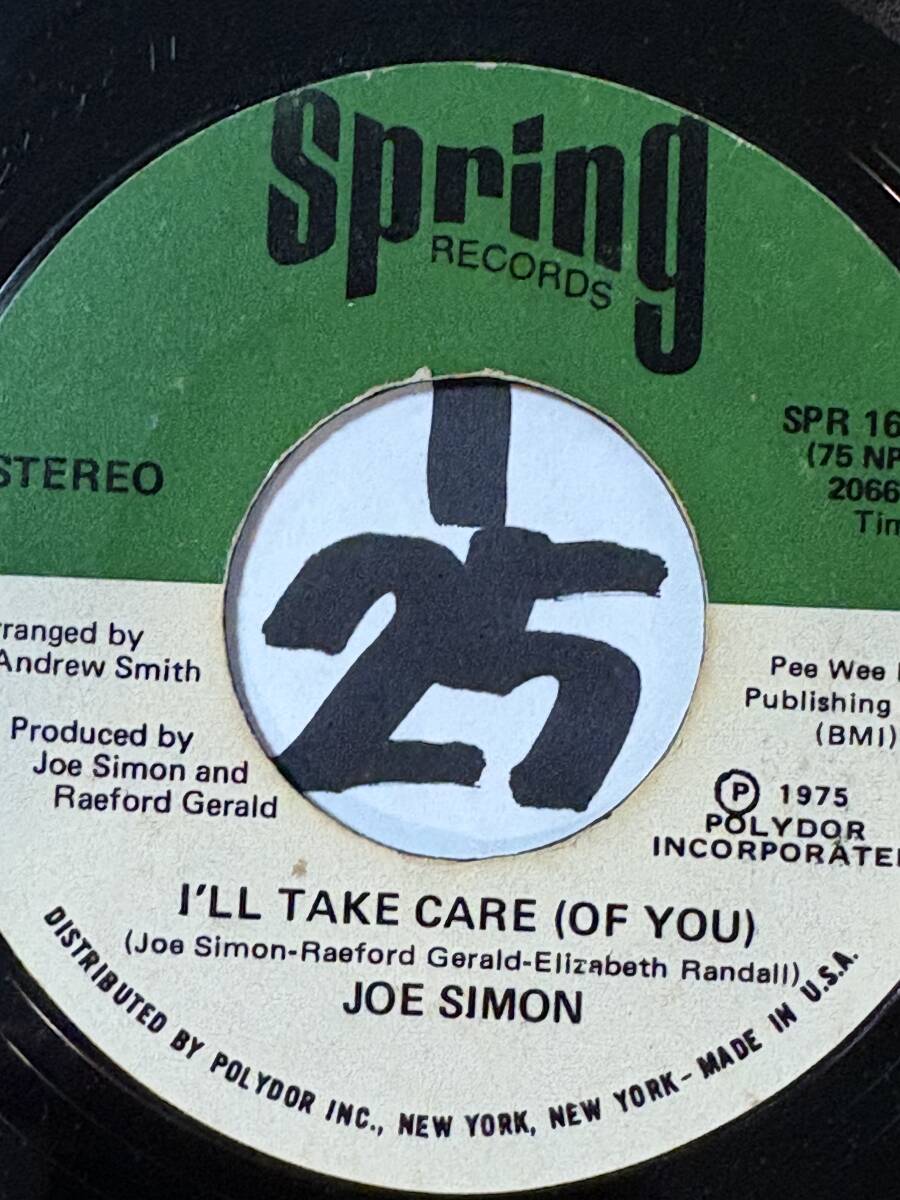 Spring
RECORDS
STEREO
SPR 16
(75 NP
2066
Tim
1
25
rranged by
Andrew Smith
Produced by
Joe Simon and
Raeford Gerald
Pee Wee
Publishing
(BMI)
Ⓟ 1975
POLYDOR
INCORPORATE
I'LL TAKE CARE (OF YOU)
(Joe Simon-Raeford Gerald-Elizabeth Randall)
JOE SIMON
DISTRIBUTED BY POLYDOR INC., NEW YORK, NEW YORK - MADE IN U.S.A.